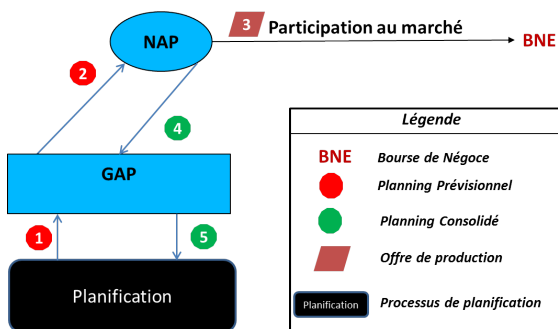 NAP
3 Participation au marché
BNE
2
4
GAP
1
5
Planification
Légende
BNE Bourse de Négoce
Planning Prévisionnel
Planning Consolidé
Offre de production
Planification Processus de planification